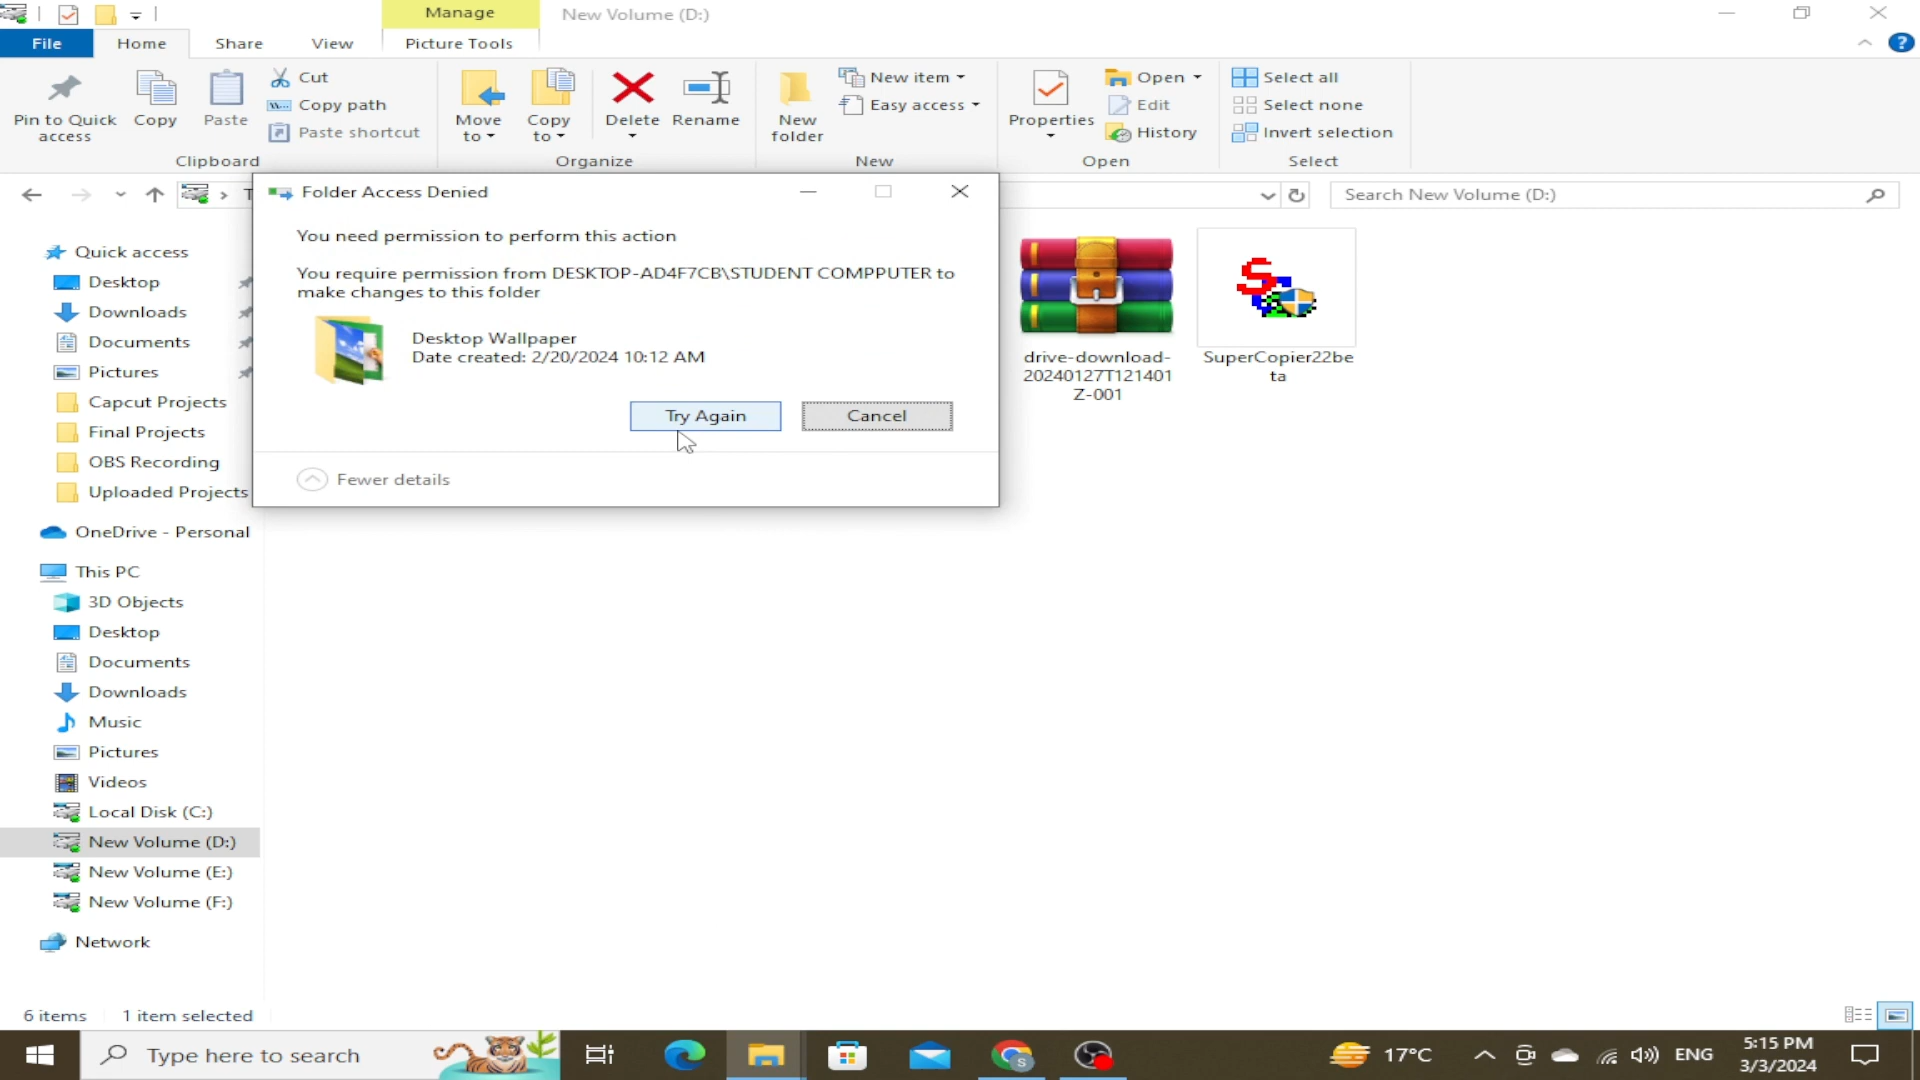 Manage
New Volume (D:)
File
Home
Share
View
Picture Tools
Pin to Quick
access
Copy
Paste
Cut
Copy path
Paste shortcut
Clipboard
Move
to
Copy
to
Delete
Rename
Organize
New
folder
New item
Easy access
New
Properties
Open
Edit
History
Open
Select all
Select none
Invert selection
Select
Search New Volume (D:)
Folder Access Denied
You need permission to perform this action
You require permission from DESKTOP-AD4F7CB\STUDENT COMPPUTER to
make changes to this folder
Desktop Wallpaper
Date created: 2/20/2024 10:12 AM
Try Again
Cancel
Fewer details
drive-download-
20240127T121401
Z-001
SuperCopier22be
ta
Quick access
Desktop
Downloads
Documents
Pictures
Capcut Projects
Final Projects
OBS Recording
Uploaded Projects
OneDrive - Personal
This PC
3D Objects
Desktop
Documents
Downloads
Music
Pictures
Videos
Local Disk (C:)
New Volume (D:)
New Volume (E:)
New Volume (F:)
Network
6 items
1 item selected
Type here to search
17°C
ENG
5:15 PM
3/3/2024